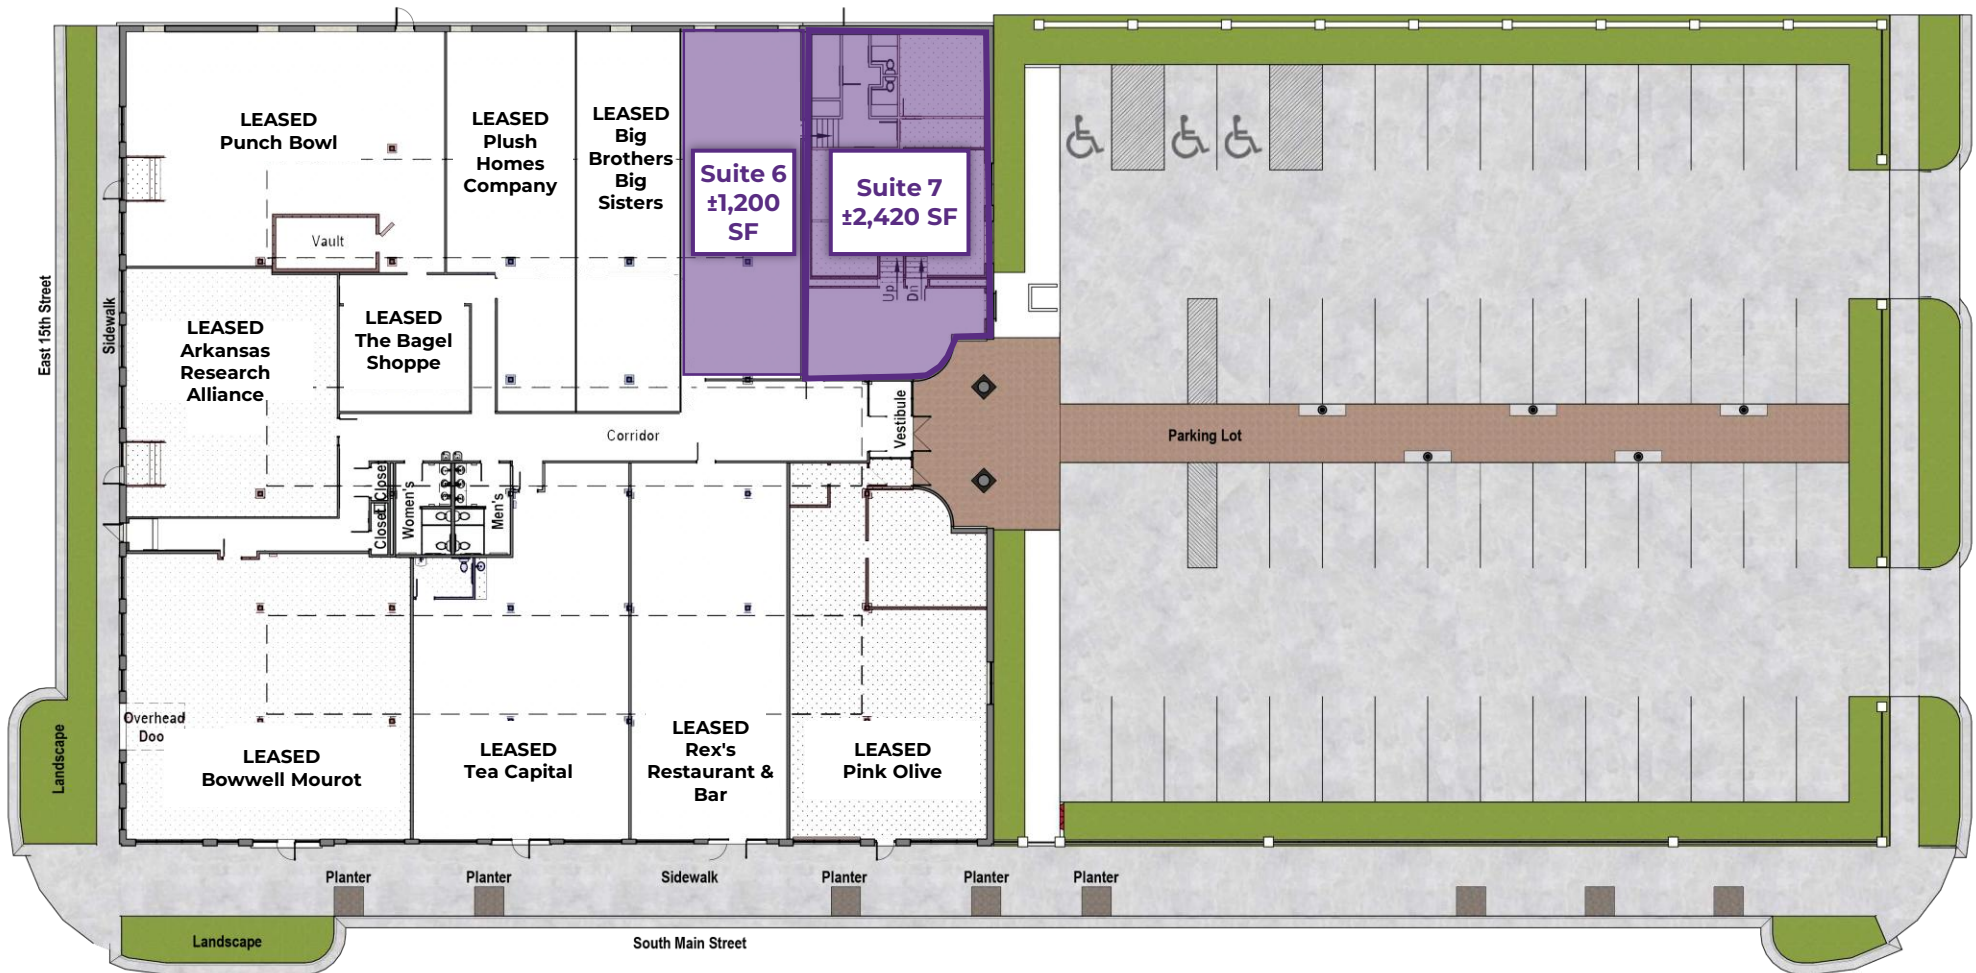 LEASED
Punch Bowl
LEASED
Plush
Homes
Company
LEASED
Big
Brothers
Big
Sisters
Suite 6
±1,200
SF
Suite 7
±2,420 SF
Vault
Up
Dn
East 15th Street
Sidewalk
LEASED
Arkansas
Research
Alliance
LEASED
The Bagel
Shoppe
Corridor
Vestibule
Parking Lot
Closet
Closet
Women's
Men's
Overhead
Doo
Landscape
LEASED
Bowwell Mourot
LEASED
Tea Capital
LEASED
Rex's
Restaurant &
Bar
LEASED
Pink Olive
Planter
Planter
Sidewalk
Planter
Planter
Planter
Landscape
South Main Street